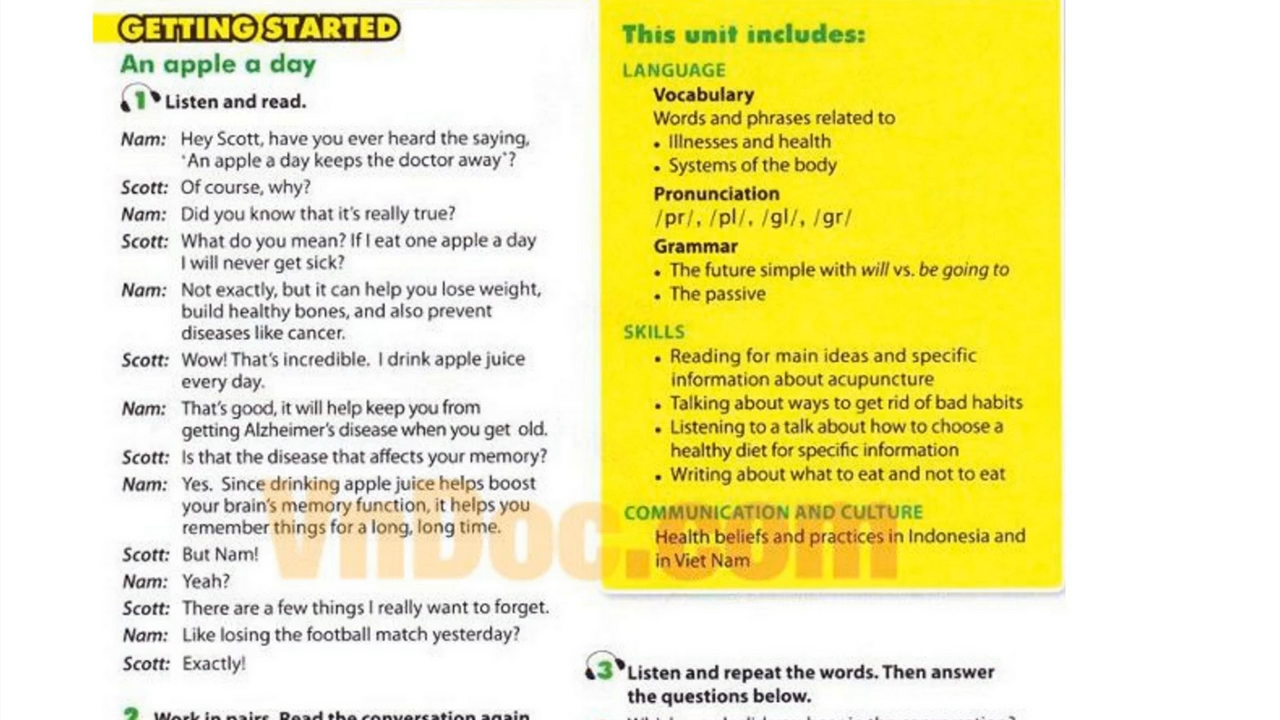 GETTING STARTED
An apple a day
1 Listen and read.
Nam: Hey Scott, have you ever heard the saying,
'An apple a day keeps the doctor away'?
Scott: Of course, why?
Nam: Did you know that it's really true?
Scott: What do you mean? If I eat one apple a day
I will never get sick?
Nam: Not exactly, but it can help you lose weight,
build healthy bones, and also prevent
diseases like cancer.
Scott: Wow! That's incredible. I drink apple juice
every day.
Nam: That's good, it will help keep you from
getting Alzheimer's disease when you get old.
Scott: Is that the disease that affects your memory?
Nam: Yes. Since drinking apple juice helps boost
your brain's memory function, it helps you
remember things for a long, long time.
Scott: But Nam!
Nam: Yeah?
Scott: There are a few things I really want to forget.
Nam: Like losing the football match yesterday?
Scott: Exactly!
2 Work in pairs. Read the conversation again
This unit includes:
LANGUAGE
Vocabulary
Words and phrases related to
• Illnesses and health
• Systems of the body
Pronunciation
/pr/, /pl/, /gl/, /gr/
Grammar
• The future simple with will vs. be going to
• The passive
SKILLS
• Reading for main ideas and specific
information about acupuncture
• Talking about ways to get rid of bad habits
• Listening to a talk about how to choose a
healthy diet for specific information
• Writing about what to eat and not to eat
COMMUNICATION AND CULTURE
Health beliefs and practices in Indonesia and
in Viet Nam
3 Listen and repeat the words. Then answer
the questions below.
VnDoc.com